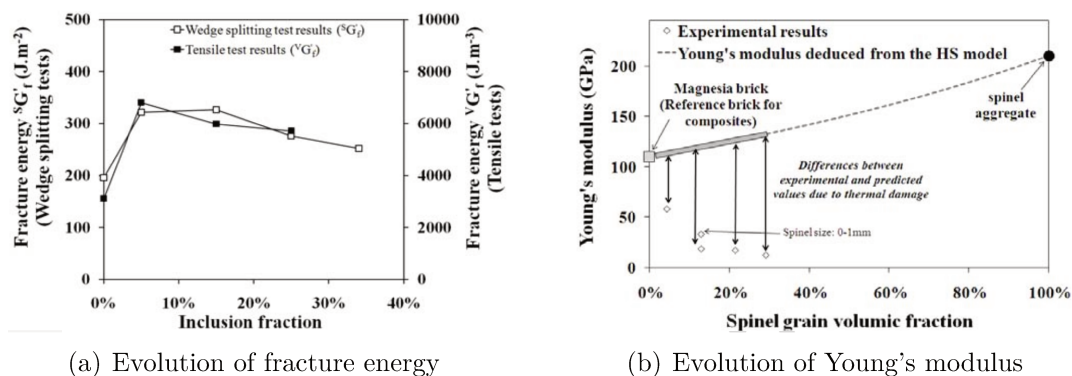 Fracture energy ˢG'f (J.m⁻²)
(Wedge splitting tests)
500
400
300
200
100
0
Wedge splitting test results (ˢG'f)
Tensile test results (ⱽG'f)
10000
8000
6000
4000
2000
0
Fracture energy ⱽG'f (J.m⁻³)
(Tensile tests)
0% 10% 20% 30% 40%
Inclusion fraction
(a) Evolution of fracture energy
Young's modulus (GPa)
200
150
100
50
0
Experimental results
Young's modulus deduced from the HS model
Magnesia brick
(Reference brick for
composites)
spinel
aggregate
Differences between
experimental and predicted
values due to thermal damage
Spinel size: 0-1mm
0% 20% 40% 60% 80% 100%
Spinel grain volumic fraction
(b) Evolution of Young's modulus